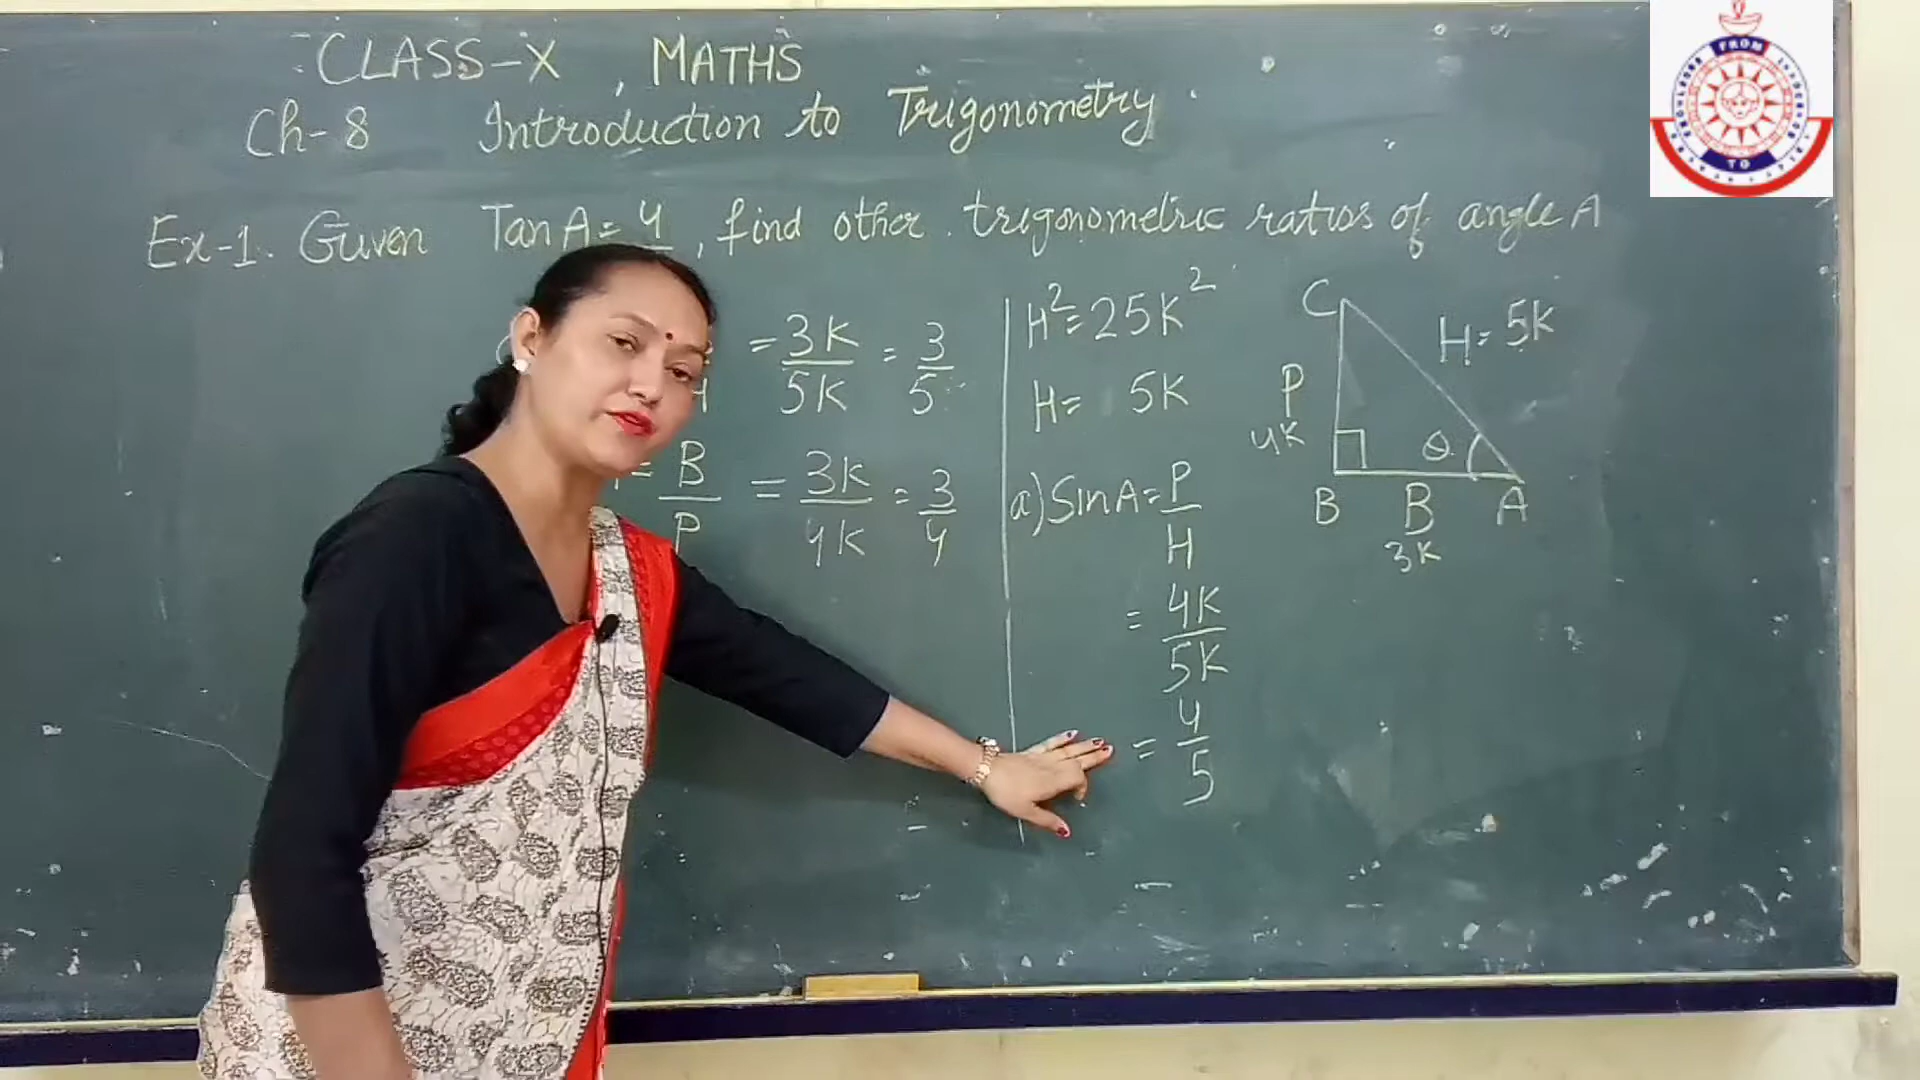 CLASS-X, MATHS
Ch-8 Introduction to Trigonometry.
Ex-1. Given Tan A = 4, find other trigonometric ratios of angle A
= 3K/5K = 3/5
= B/P = 3K/4K = 3/4
H² = 25K²
H = 5K
a) Sin A = P/H
= 4K/5K
= 4/5
C
H = 5K
P
4K
θ
B B A
3K
FROM
TO